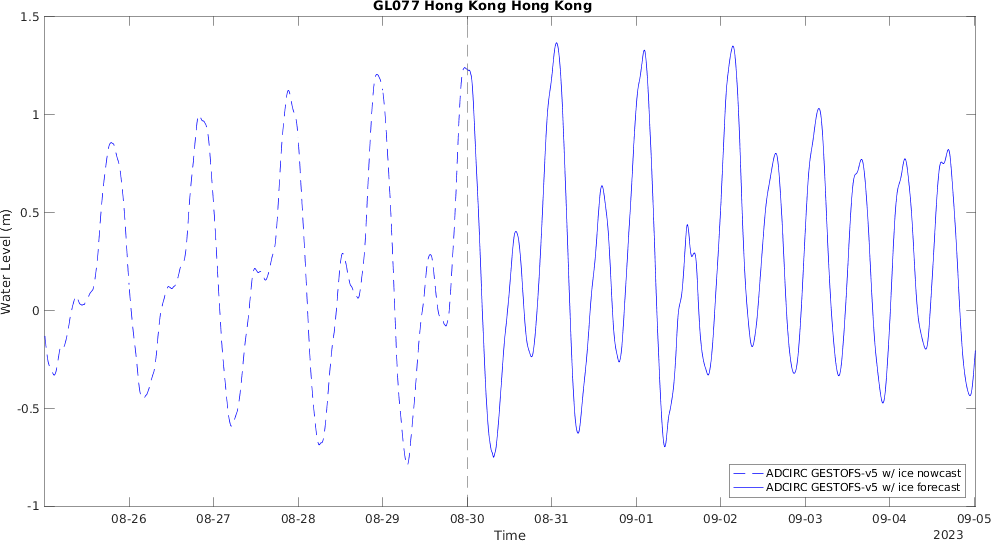 GL077 Hong Kong Hong Kong
Water Level (m)
1.5
1
0.5
0
-0.5
-1
ADCIRC GESTOFS-v5 w/ ice nowcast
ADCIRC GESTOFS-v5 w/ ice forecast
08-26 08-27 08-28 08-29 08-30 08-31 09-01 09-02 09-03 09-04 09-05
Time
2023